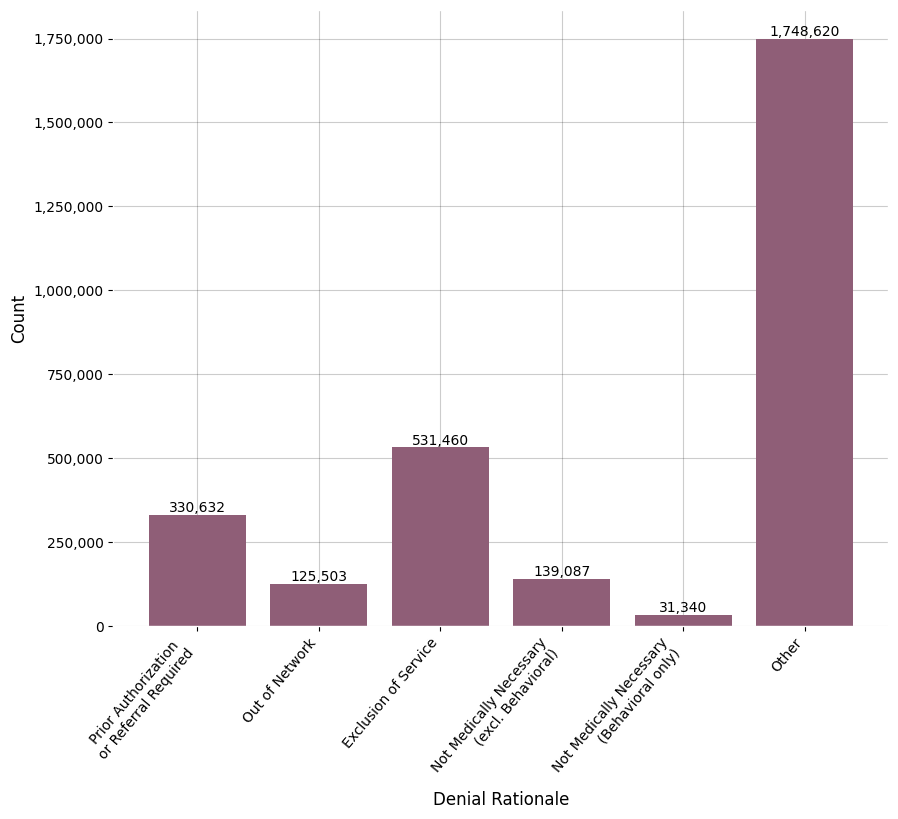 1,750,000
1,500,000
1,250,000
1,000,000
750,000
500,000
250,000
0
Count
330,632
125,503
531,460
139,087
31,340
1,748,620
Prior Authorization
or Referral Required
Out of Network
Exclusion of Service
Not Medically Necessary
(excl. Behavioral)
Not Medically Necessary
(Behavioral only)
Other
Denial Rationale